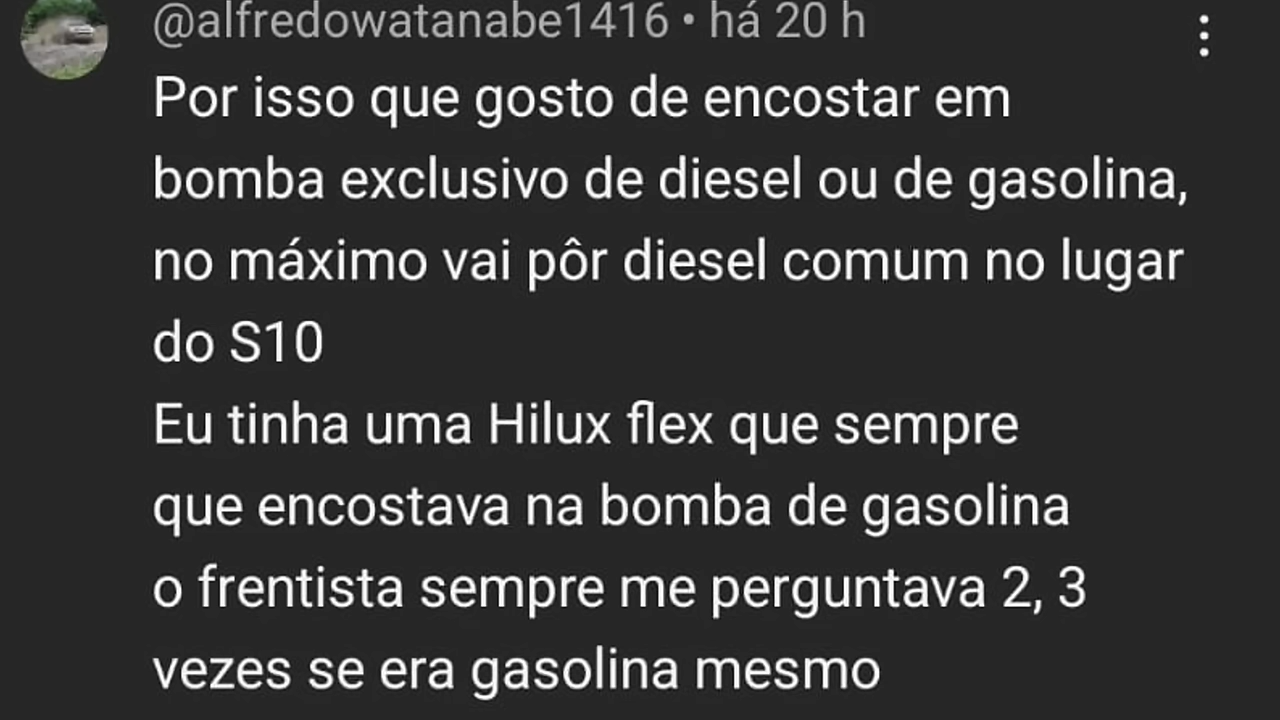 @alfredowatanabe1416 • há 20 h
Por isso que gosto de encostar em
bomba exclusivo de diesel ou de gasolina,
no máximo vai pôr diesel comum no lugar
do S10
Eu tinha uma Hilux flex que sempre
que encostava na bomba de gasolina
o frentista sempre me perguntava 2, 3
vezes se era gasolina mesmo